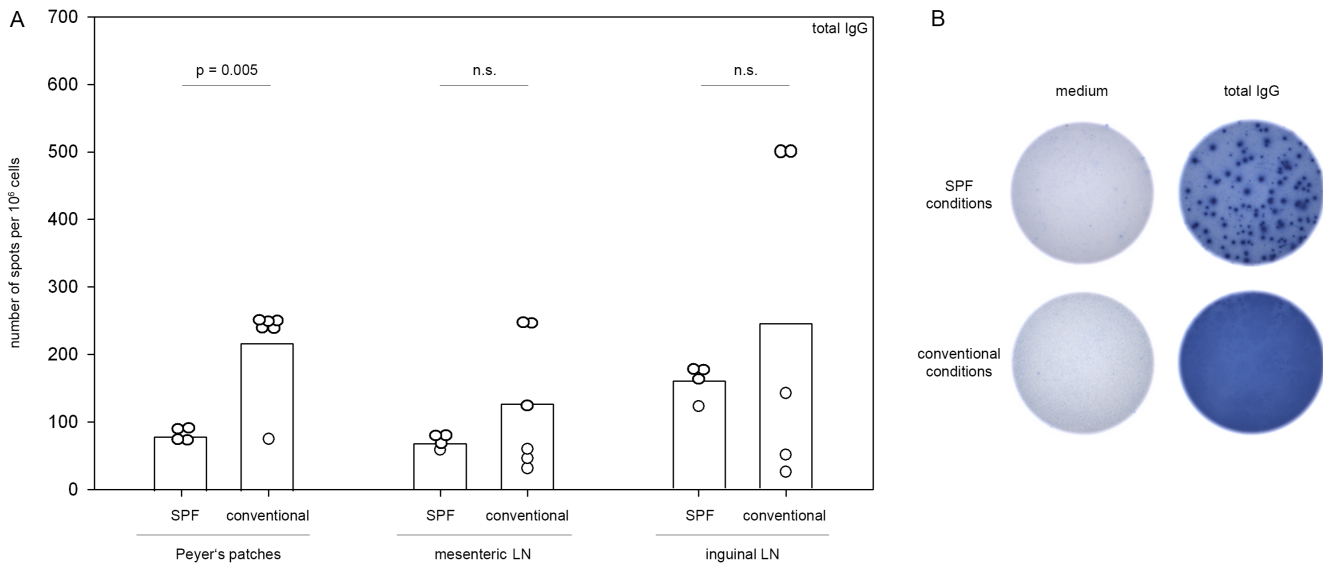 A
B
total IgG
700
600
500
400
300
200
100
0
number of spots per 10⁶ cells
p = 0.005
n.s.
n.s.
SPF
conventional
SPF
conventional
SPF
conventional
Peyer‘s patches
mesenteric LN
inguinal LN
medium
total IgG
SPF
conditions
conventional
conditions